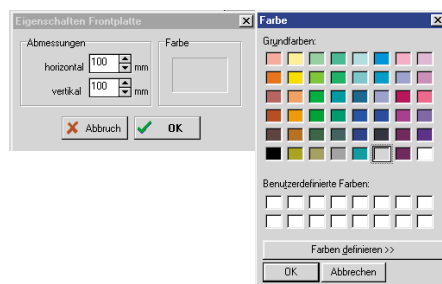 Eigenschaften Frontplatte
Abmessungen
horizontal 100 mm
vertikal 100 mm
Farbe
Abbruch OK
Farbe
Grundfarben:
Benutzerdefinierte Farben:
Farben definieren >>
OK Abbrechen